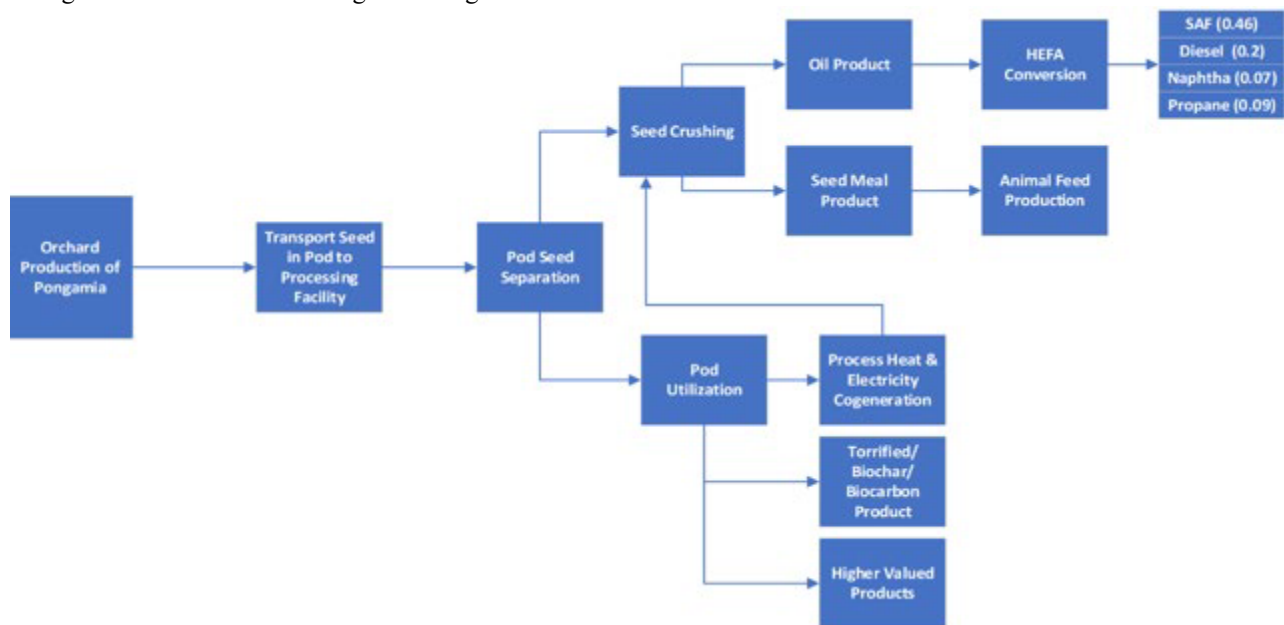 SAF (0.46)
Diesel (0.2)
Naphtha (0.07)
Propane (0.09)
Oil Product
HEFA
Conversion
Seed Crushing
Seed Meal
Product
Animal Feed
Production
Orchard
Production of
Pongamia
Transport Seed
in Pod to
Processing
Facility
Pod Seed
Separation
Pod
Utilization
Process Heat &
Electricity
Cogeneration
Torrified/
Biochar/
Biocarbon
Product
Higher Valued
Products